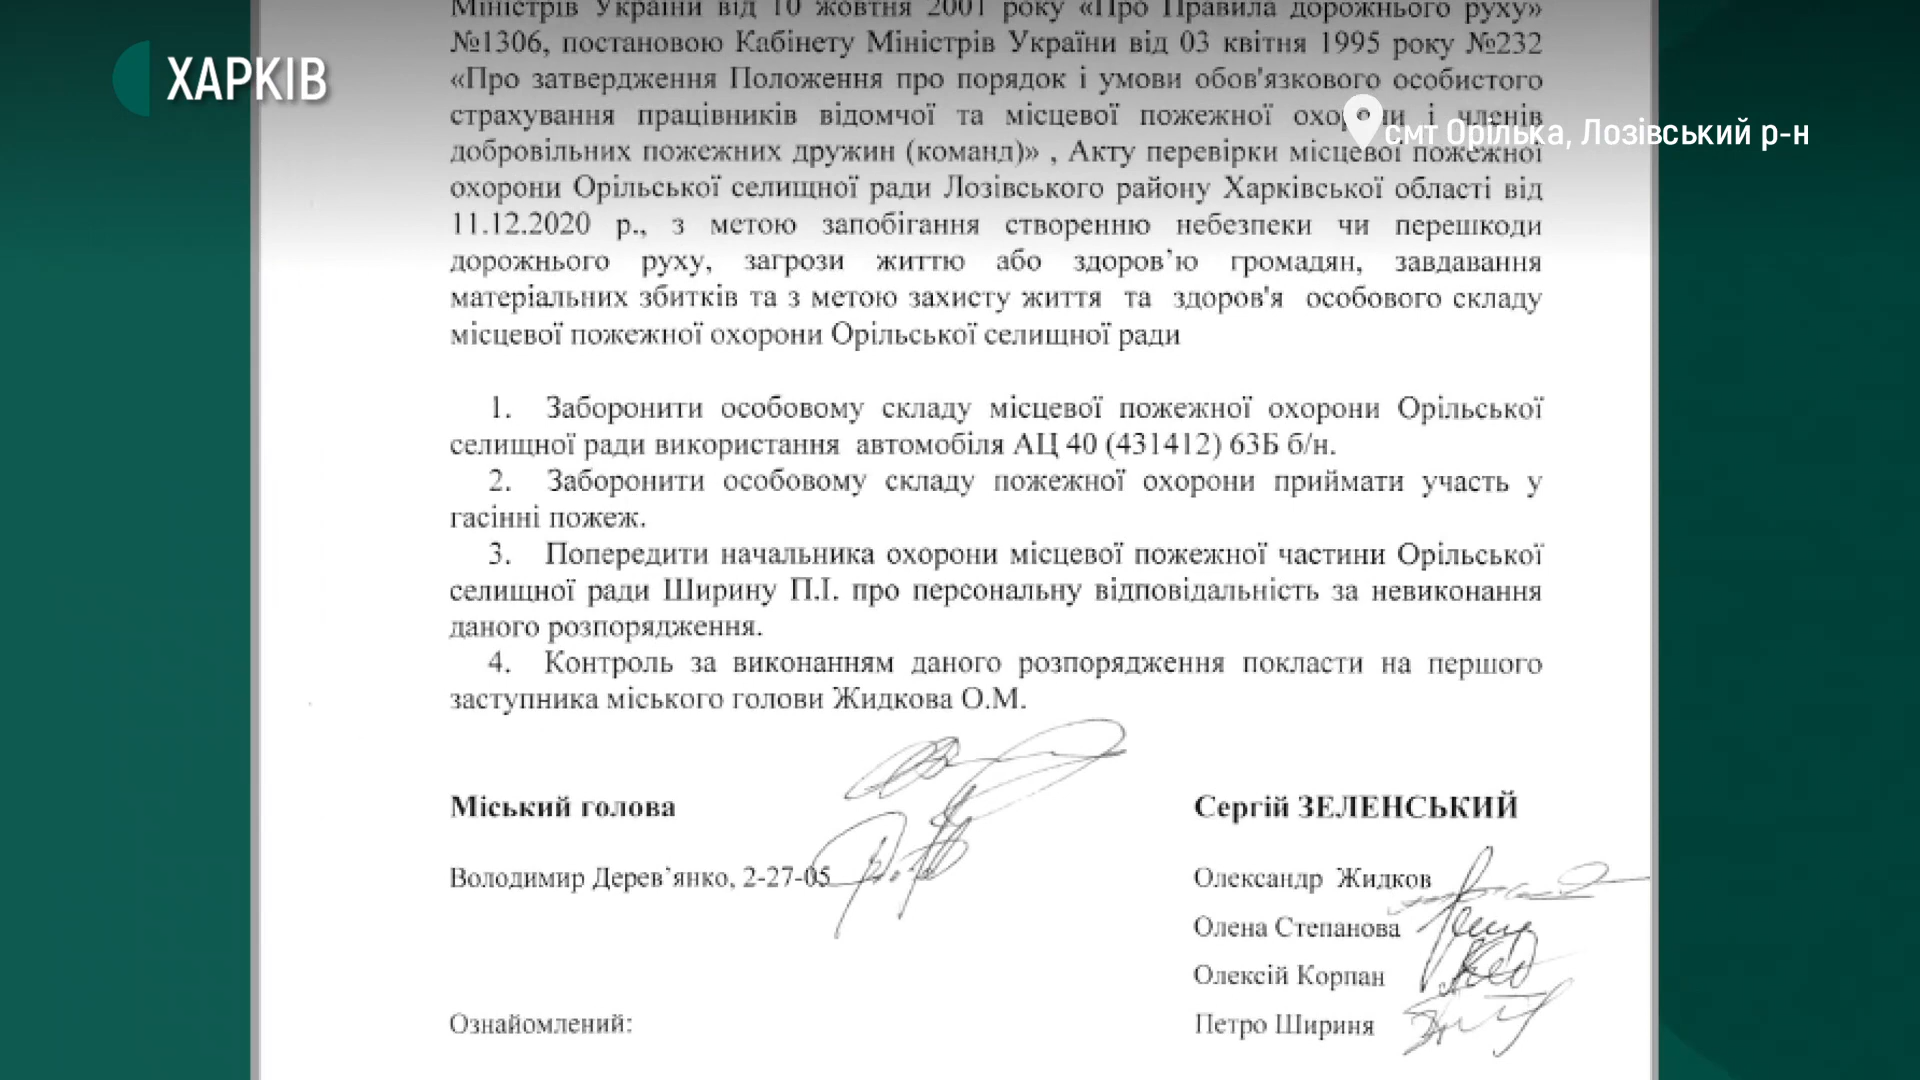 ХАРКІВ
смт Орілька, Лозівський р-н
Міністрів України від 10 жовтня 2001 року «Про Правила дорожнього руху»
№1306, постановою Кабінету Міністрів України від 03 квітня 1995 року №232
«Про затвердження Положення про порядок і умови обов'язкового особистого
страхування працівників відомчої та місцевої пожежної охорони і членів
добровільних пожежних дружин (команд)» , Акту перевірки місцевої пожежної
охорони Орільської селищної ради Лозівського району Харківської області від
11.12.2020 р., з метою запобігання створенню небезпеки чи перешкоди
дорожнього руху, загрози життю або здоров’ю громадян, завдавання
матеріальних збитків та з метою захисту життя та здоров'я особового складу
місцевої пожежної охорони Орільської селищної ради
1. Заборонити особовому складу місцевої пожежної охорони Орільської
селищної ради використання автомобіля АЦ 40 (431412) 63Б б/н.
2. Заборонити особовому складу пожежної охорони приймати участь у
гасінні пожеж.
3. Попередити начальника охорони місцевої пожежної частини Орільської
селищної ради Ширину П.І. про персональну відповідальність за невиконання
даного розпорядження.
4. Контроль за виконанням даного розпорядження покласти на першого
заступника міського голови Жидкова О.М.
Міський голова Сергій ЗЕЛЕНСЬКИЙ
Володимир Дерев’янко, 2-27-05 Олександр Жидков
Олена Степанова
Олексій Корпан
Ознайомлений: Петро Шириня